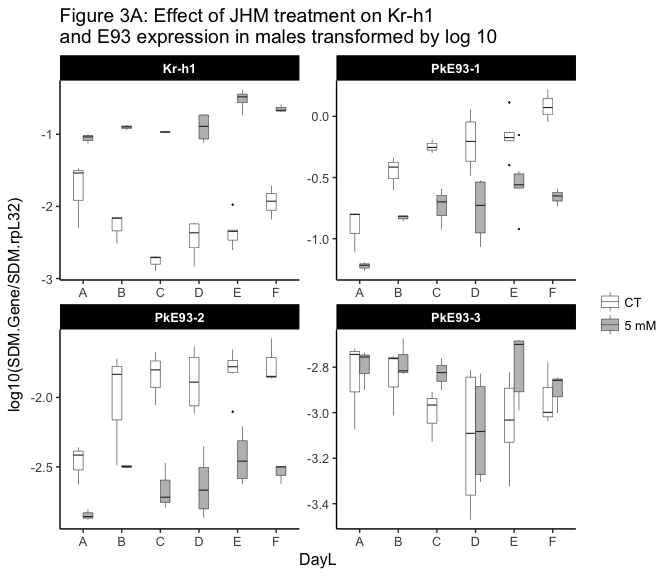 Figure 3A: Effect of JHM treatment on Kr-h1
and E93 expression in males transformed by log 10
Kr-h1
PkE93-1
-1
-2
-3
0.0
-0.5
-1.0
A B C D E F
A B C D E F
PkE93-2
PkE93-3
-2.0
-2.5
-2.8
-3.0
-3.2
-3.4
A B C D E F
A B C D E F
log10(SDM.Gene/SDM.rpL32)
DayL
CT
5 mM